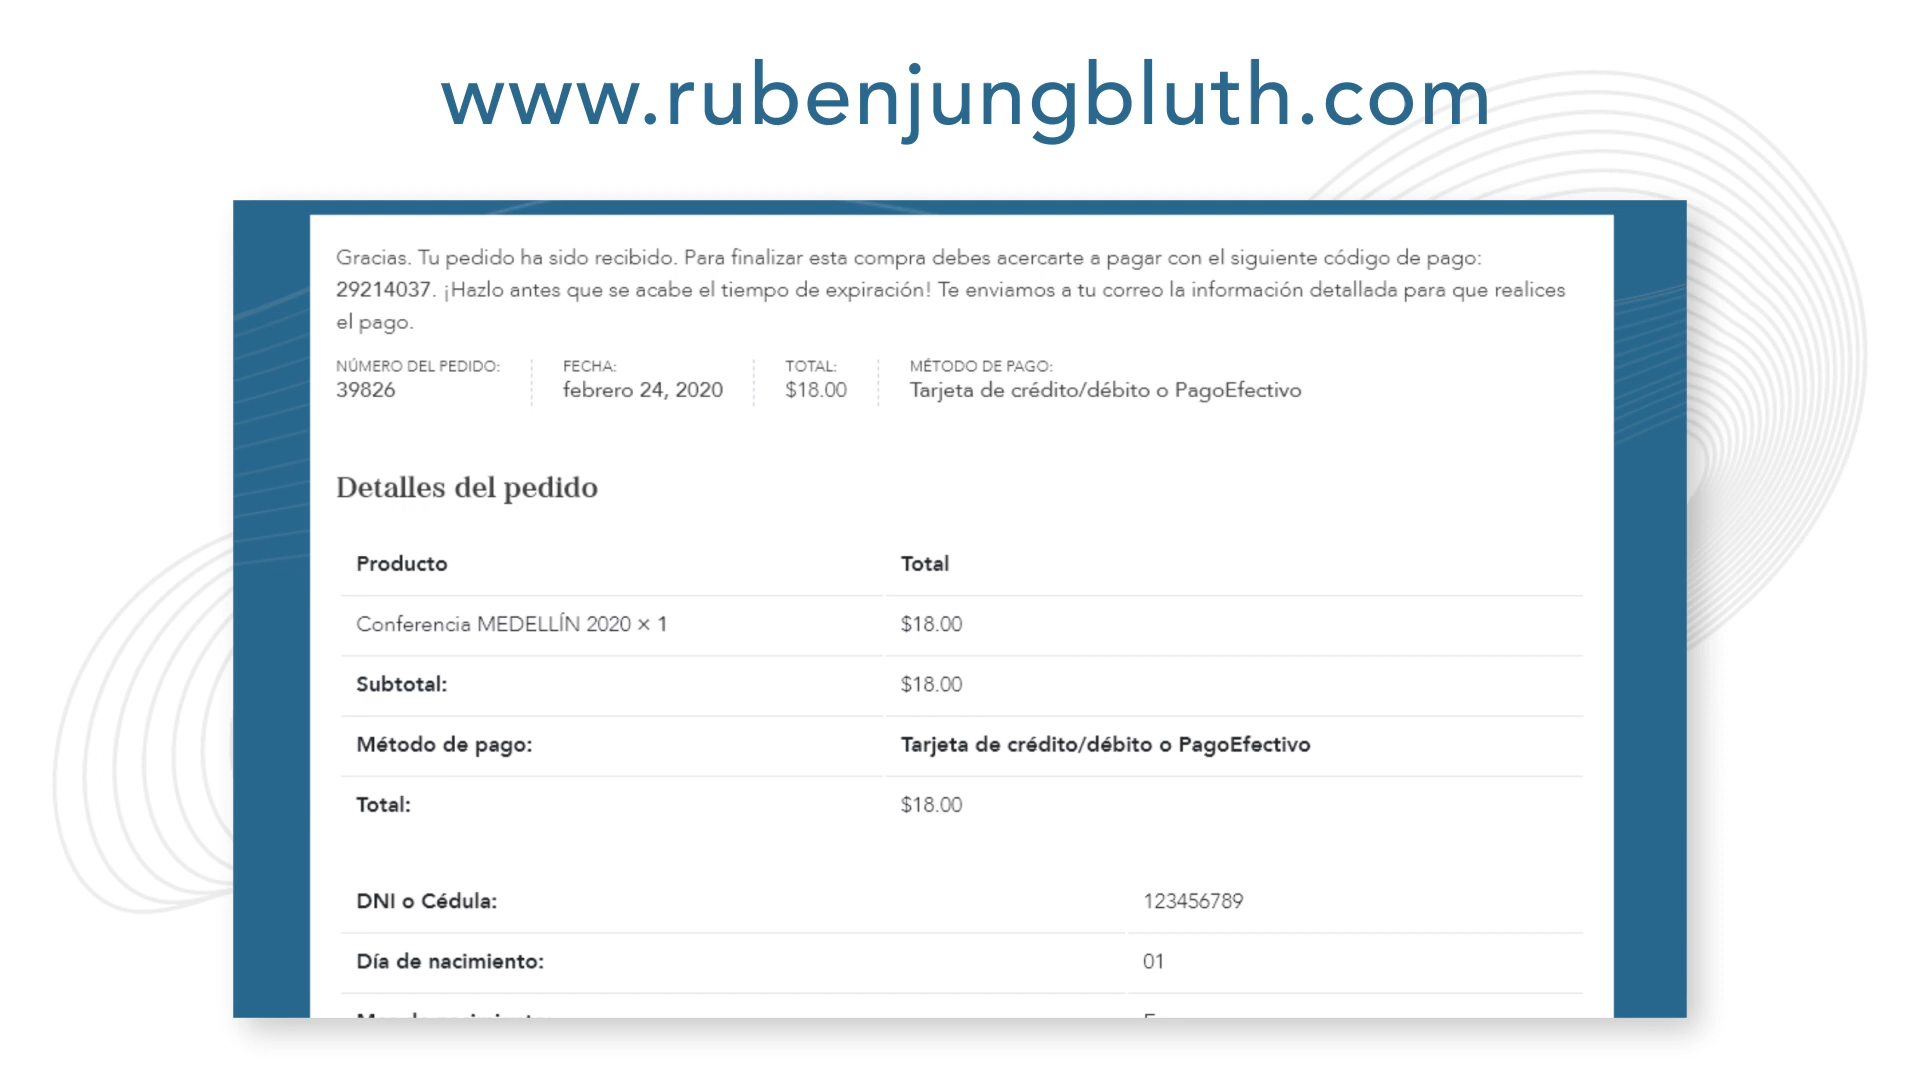 www.rubenjungbluth.com
Gracias. Tu pedido ha sido recibido. Para finalizar esta compra debes acercarte a pagar con el siguiente código de pago:
29214037. ¡Hazlo antes que se acabe el tiempo de expiración! Te enviamos a tu correo la información detallada para que realices
el pago.
NÚMERO DEL PEDIDO: FECHA: TOTAL: MÉTODO DE PAGO:
39826 febrero 24, 2020 $18.00 Tarjeta de crédito/débito o PagoEfectivo
Detalles del pedido
Producto Total
Conferencia MEDELLÍN 2020 × 1 $18.00
Subtotal: $18.00
Método de pago: Tarjeta de crédito/débito o PagoEfectivo
Total: $18.00
DNI o Cédula: 123456789
Día de nacimiento: 01